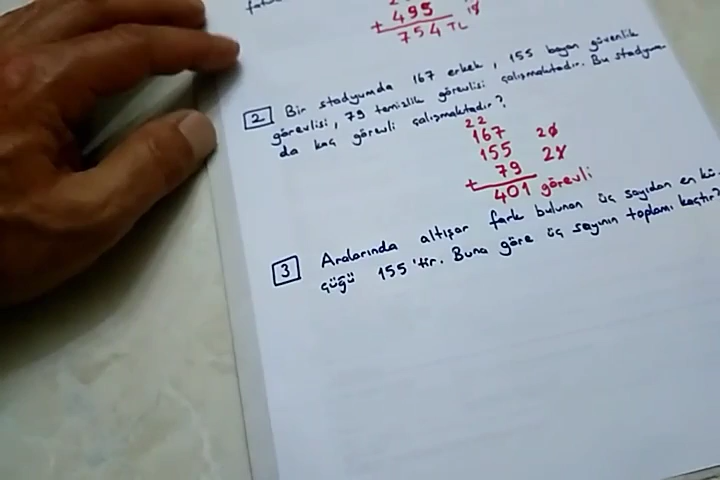 + 495
754 TL
2 Bir stadyumda 167 erkek, 155 bayan güvenlik
görevlisi, 79 temizlik görevlisi çalışmaktadır. Bu stadyum-
da kaç görevli çalışmaktadır?
22
167 20
155 21
+ 79
401 görevli
3 Aralarında altışar fark bulunan üç sayıdan en kü-
çüğü 155'tir. Buna göre üç sayının toplamı kaçtır?